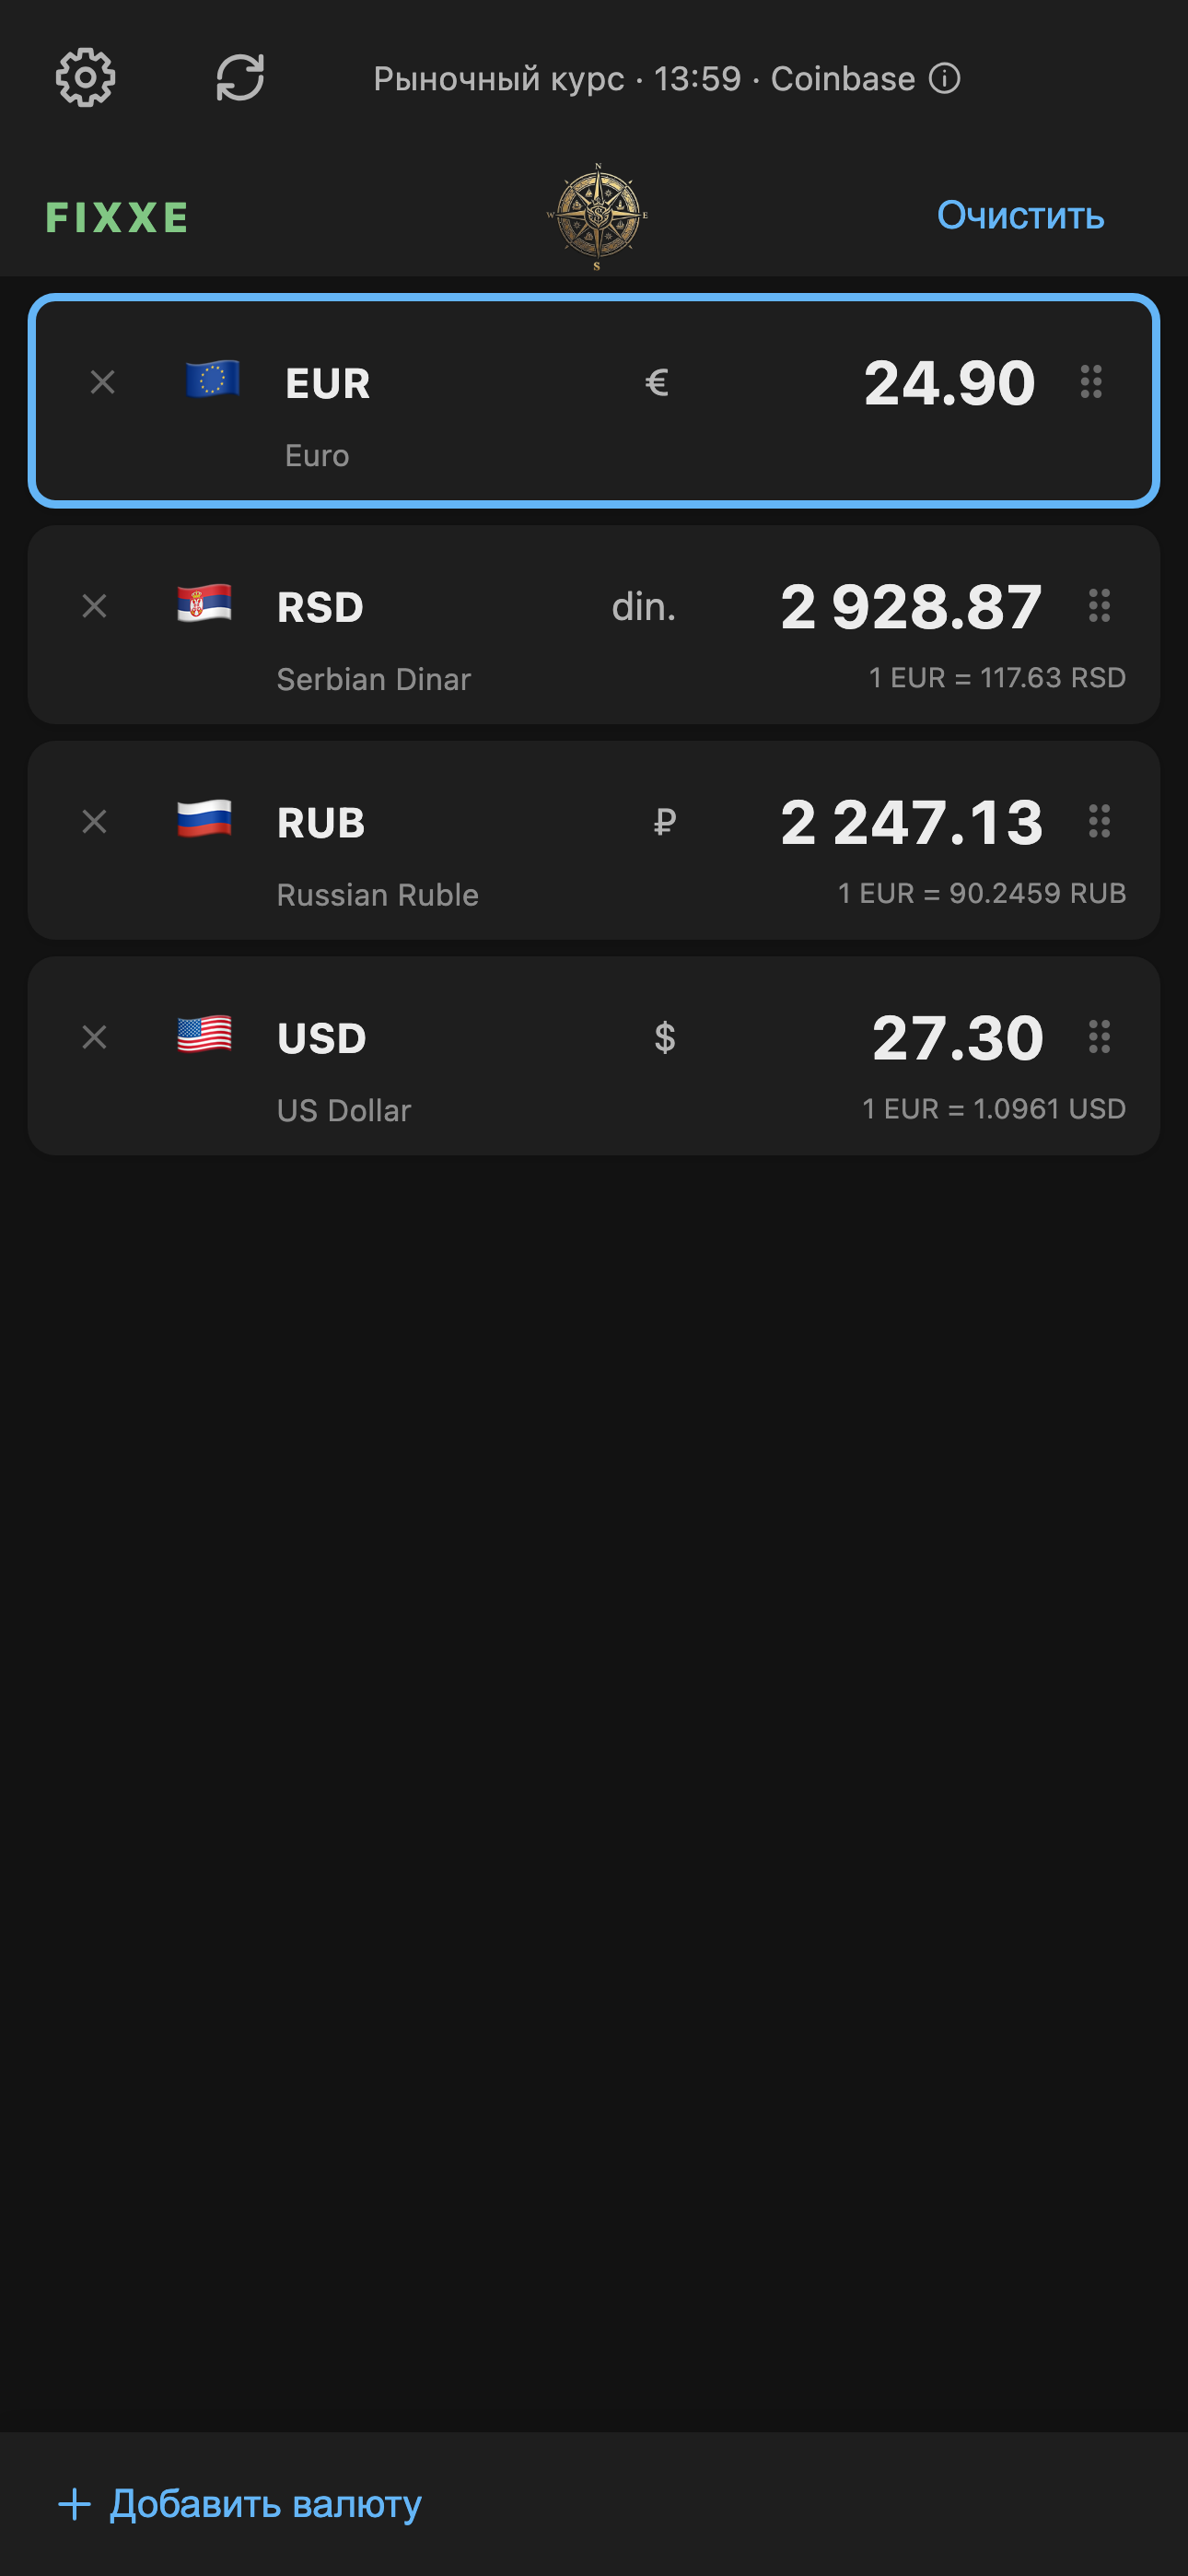 Рыночный курс · 13:59 · Coinbase
FIXXE
N
W E
S
Очистить
EUR € 24.90
Euro
RSD din. 2 928.87
Serbian Dinar 1 EUR = 117.63 RSD
RUB ₽ 2 247.13
Russian Ruble 1 EUR = 90.2459 RUB
USD $ 27.30
US Dollar 1 EUR = 1.0961 USD
+ Добавить валюту